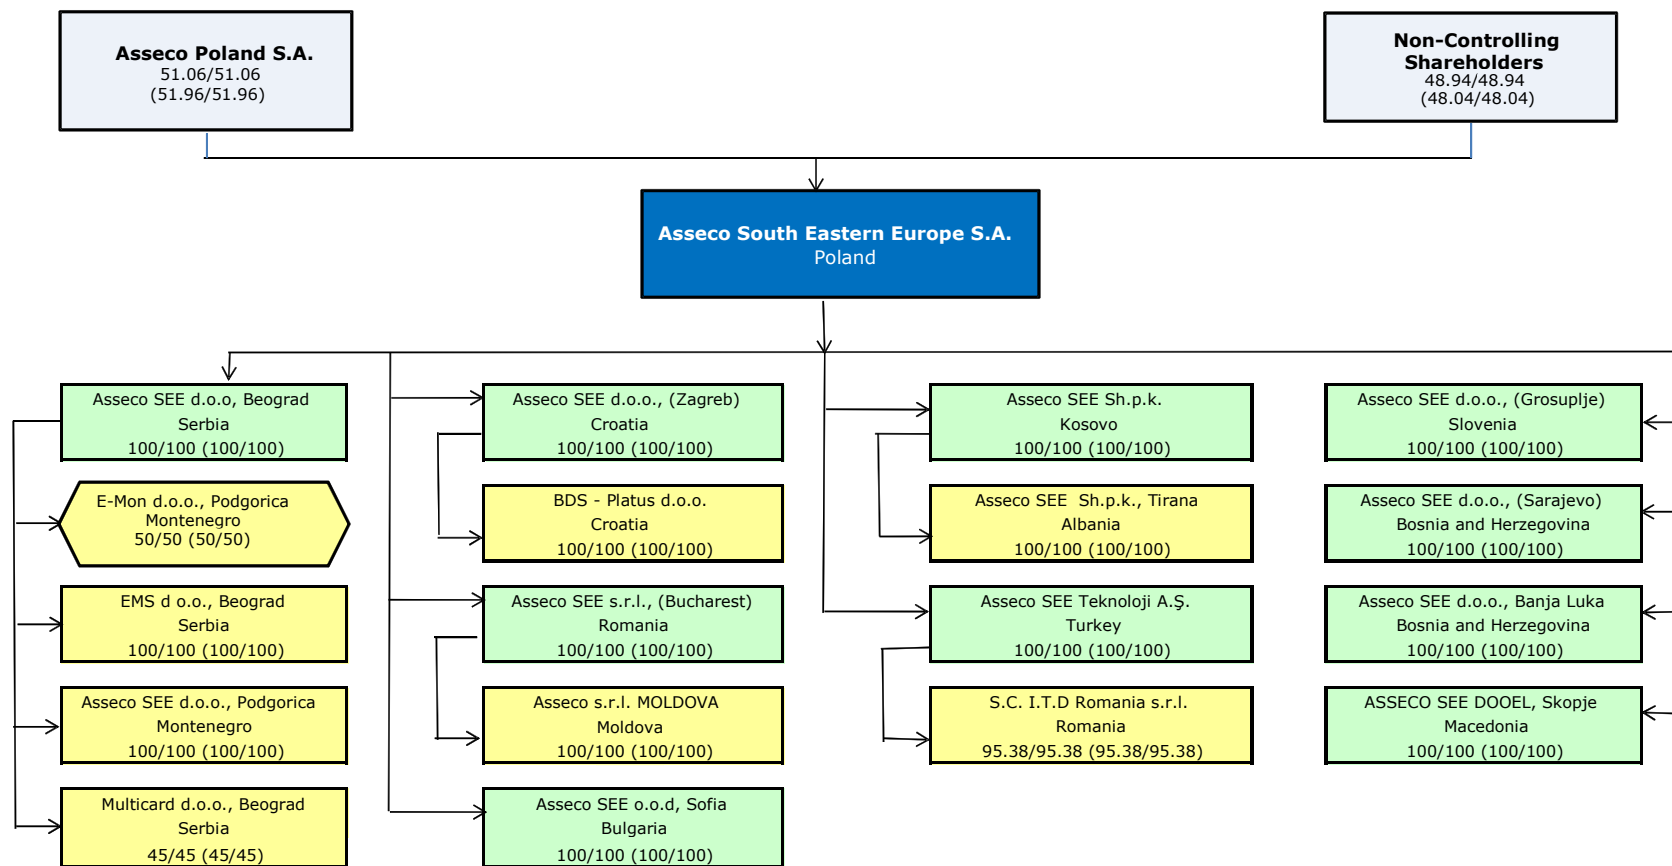 Asseco Poland S.A.
51.06/51.06
(51.96/51.96)
Non-Controlling
Shareholders
48.94/48.94
(48.04/48.04)
Asseco South Eastern Europe S.A.
Poland
Asseco SEE d.o.o, Beograd
Serbia
100/100 (100/100)
E-Mon d.o.o., Podgorica
Montenegro
50/50 (50/50)
EMS d o.o., Beograd
Serbia
100/100 (100/100)
Asseco SEE d.o.o., Podgorica
Montenegro
100/100 (100/100)
Multicard d.o.o., Beograd
Serbia
45/45 (45/45)
Asseco SEE d.o.o., (Zagreb)
Croatia
100/100 (100/100)
BDS - Platus d.o.o.
Croatia
100/100 (100/100)
Asseco SEE s.r.l., (Bucharest)
Romania
100/100 (100/100)
Asseco s.r.l. MOLDOVA
Moldova
100/100 (100/100)
Asseco SEE o.o.d, Sofia
Bulgaria
100/100 (100/100)
Asseco SEE Sh.p.k.
Kosovo
100/100 (100/100)
Asseco SEE  Sh.p.k., Tirana
Albania
100/100 (100/100)
Asseco SEE Teknoloji A.Ş.
Turkey
100/100 (100/100)
S.C. I.T.D Romania s.r.l.
Romania
95.38/95.38 (95.38/95.38)
Asseco SEE d.o.o., (Grosuplje)
Slovenia
100/100 (100/100)
Asseco SEE d.o.o., (Sarajevo)
Bosnia and Herzegovina
100/100 (100/100)
Asseco SEE d.o.o., Banja Luka
Bosnia and Herzegovina
100/100 (100/100)
ASSECO SEE DOOEL, Skopje
Macedonia
100/100 (100/100)